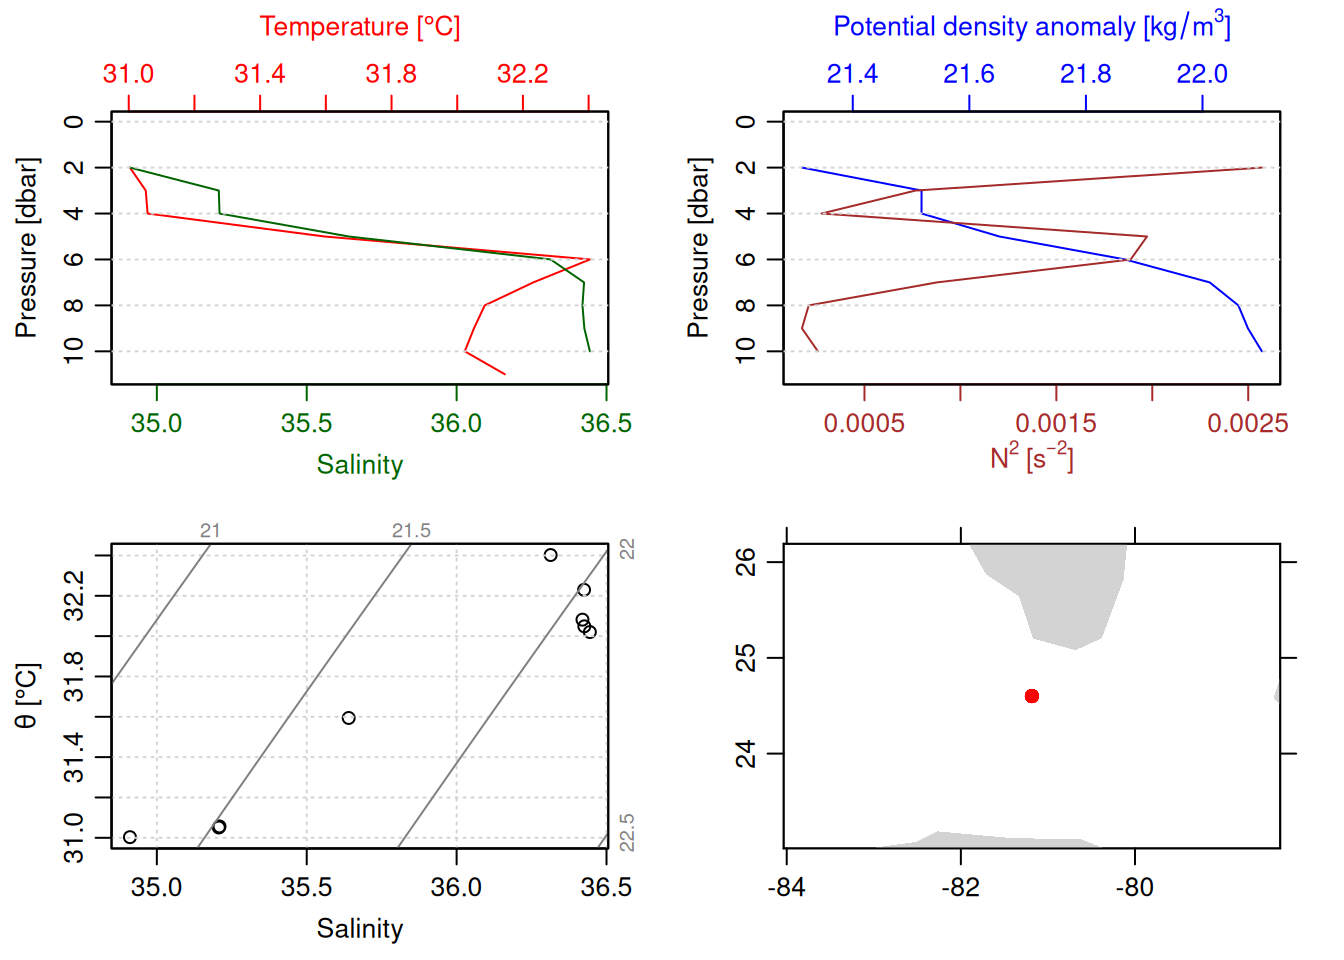 Temperature [°C]
31.0 31.4 31.8 32.2
Pressure [dbar]
0 2 4 6 8 10
35.0 35.5 36.0 36.5
Salinity
Potential density anomaly [kg/m³]
21.4 21.6 21.8 22.0
Pressure [dbar]
0 2 4 6 8 10
0.0005 0.0015 0.0025
N² [s⁻²]
21 21.5 22
θ [°C]
32.2 31.8 31.4 31.0
22.5
35.0 35.5 36.0 36.5
Salinity
26 25 24
-84 -82 -80